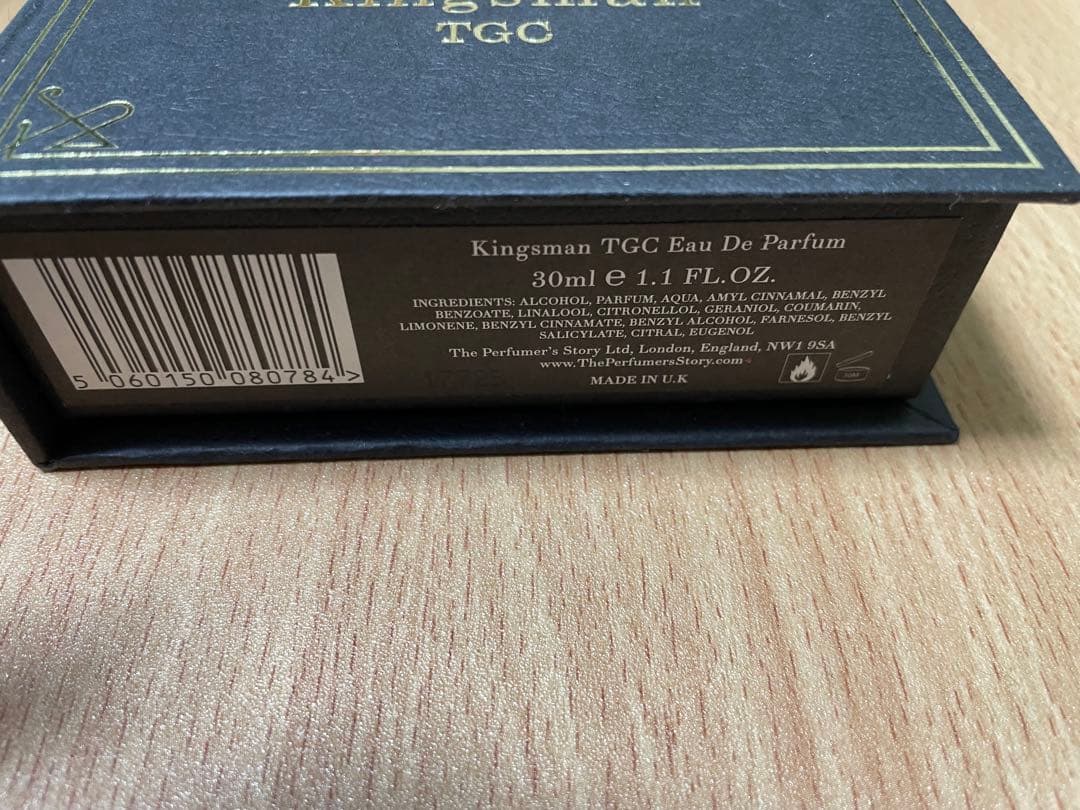 Kingsman
TGC
Kingsman TGC Eau De Parfum
30ml e 1.1 FL.OZ.
INGREDIENTS: ALCOHOL, PARFUM, AQUA, AMYL CINNAMAL, BENZYL
BENZOATE, LINALOOL, CITRONELLOL, GERANIOL, COUMARIN,
LIMONENE, BENZYL CINNAMATE, BENZYL ALCOHOL, FARNESOL, BENZYL
SALICYLATE, CITRAL, EUGENOL
The Perfumer's Story Ltd, London, England, NW1 9SA
www.ThePerfumersStory.com
MADE IN U.K
5 060150 080784 >